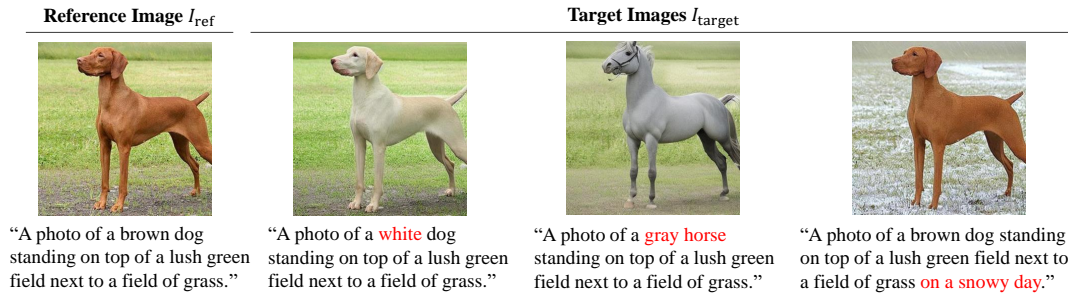 Reference Image I_ref
Target Images I_target
“A photo of a brown dog
standing on top of a lush green
field next to a field of grass.”
“A photo of a white dog
standing on top of a lush green
field next to a field of grass.”
“A photo of a gray horse
standing on top of a lush green
field next to a field of grass.”
“A photo of a brown dog standing
on top of a lush green field next to
a field of grass on a snowy day.”